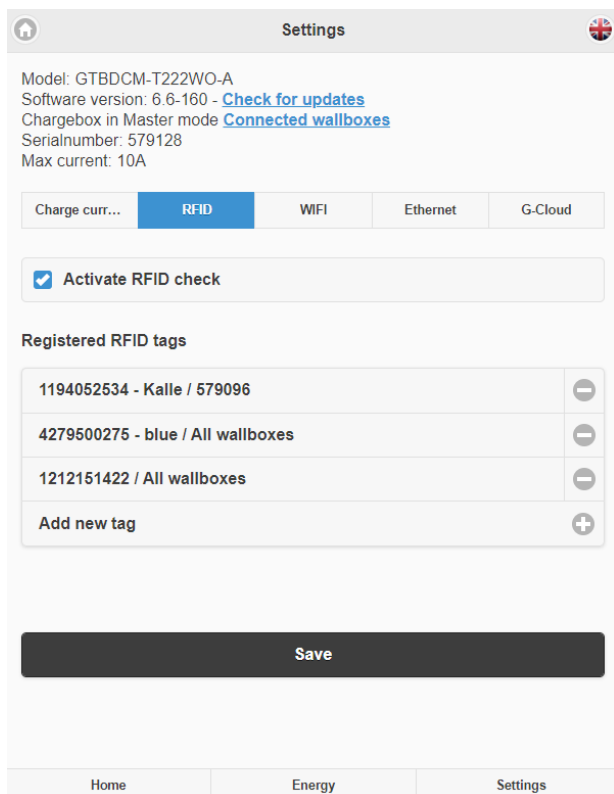 Settings
Model: GTBDCM-T222WO-A
Software version: 6.6-160 - Check for updates
Chargebox in Master mode Connected wallboxes
Serialnumber: 579128
Max current: 10A
Charge curr... RFID WIFI Ethernet G-Cloud
Activate RFID check
Registered RFID tags
1194052534 - Kalle / 579096
4279500275 - blue / All wallboxes
1212151422 / All wallboxes
Add new tag
Save
Home Energy Settings